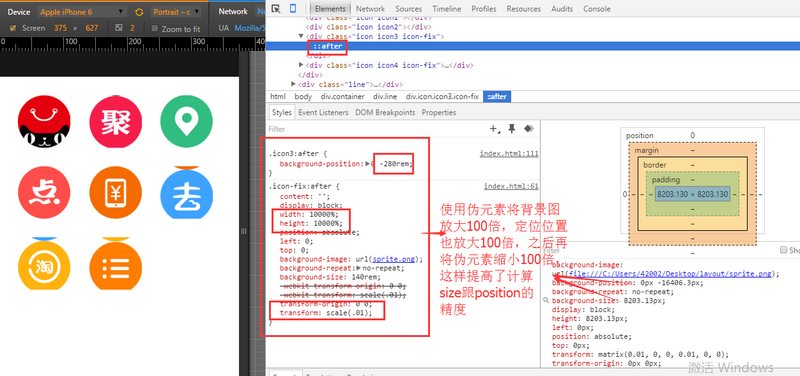 Device
Apple iPhone 6
Portrait – c
Network
Screen
375
×
627
2
Zoom to fit
UA
Mozilla/5
0
100
200
300
400
聚
点
去
淘
Elements
Network
Sources
Timeline
Profiles
Resources
Audits
Console
<div class="icon icon2"></div>
<div class="icon icon3 icon-fix">
::after
</div>
<div class="icon icon4 icon-fix">…</div>
</div>
<div class="line">…</div>
html
body
div.container
div.line
div.icon.icon3.icon-fix
::after
Styles
Event Listeners
DOM Breakpoints
Properties
Filter
.icon3:after {
index.html:111
background-position: 0 -280rem;
}
.icon-fix:after {
index.html:61
content: '';
display: block;
width: 10000%;
height: 10000%;
position: absolute;
left: 0;
top: 0;
background-image: url(sprite.png);
background-repeat: no-repeat;
background-size: 140rem;
-webkit-transform-origin: 0 0;
-webkit-transform: scale(.01);
transform-origin: 0 0;
transform: scale(.01);
}
使用伪元素将背景图
放大100倍，定位位置
也放大100倍，之后再
将伪元素缩小100倍
这样提高了计算
size跟position的
精度
position
0
margin
–
border
–
padding
–
0
–
–
–
8203.130 × 8203.130
–
–
–
–
–
–
Filter
Sho
background-image:
url(file:///C:/Users/42002/Desktop/layout/sprite.png);
background-position: 0px -16406.3px;
background-repeat: no-repeat;
background-size: 8203.13px;
display: block;
height: 8203.13px;
left: 0px;
position: absolute;
top: 0px;
transform: matrix(0.01, 0, 0, 0.01, 0, 0);
transform-origin: 0px 0px;
激活 Windows